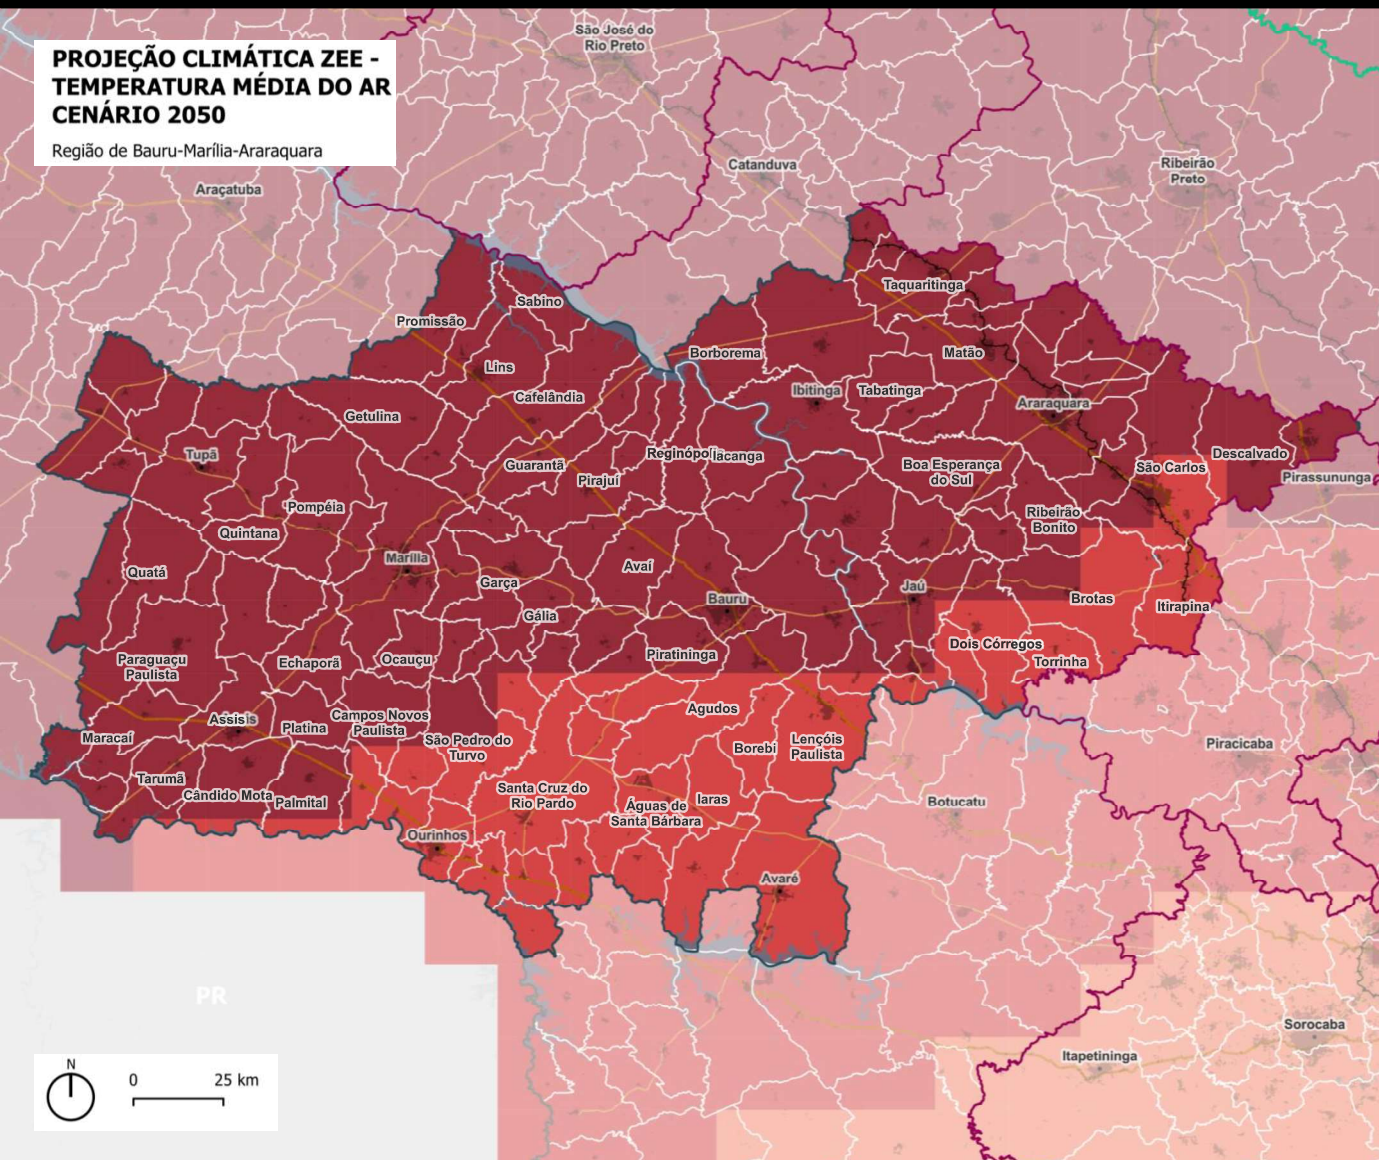 PROJEÇÃO CLIMÁTICA ZEE -
TEMPERATURA MÉDIA DO AR
CENÁRIO 2050
Região de Bauru-Marília-Araraquara
São José do
Rio Preto
Catanduva
Ribeirão
Preto
Araçatuba
Taquaritinga
Sabino
Promissão
Borborema
Matão
Lins
Ibitinga
Tabatinga
Cafelândia
Araraquara
Getulina
Tupã
Reginópol
Iacanga
Descalvado
Guarantã
Boa Esperança
do Sul
São Carlos
Pirajuí
Pirassununga
Pompéia
Ribeirão
Bonito
Quintana
Marília
Avaí
Quatá
Garça
Jaú
Bauru
Brotas
Itirapina
Gália
Dois Córregos
Piratininga
Torrinha
Paraguaçu
Paulista
Echaporã
Ocauçu
Agudos
Assis
Campos Novos
Paulista
Platina
Maracaí
São Pedro do
Turvo
Borebi
Lençóis
Paulista
Piracicaba
Tarumã
Cândido Mota
Palmital
Santa Cruz do
Rio Pardo
Iaras
Águas de
Santa Bárbara
Botucatu
Ourinhos
Avaré
PR
Sorocaba
Itapetininga
N
0 25 km